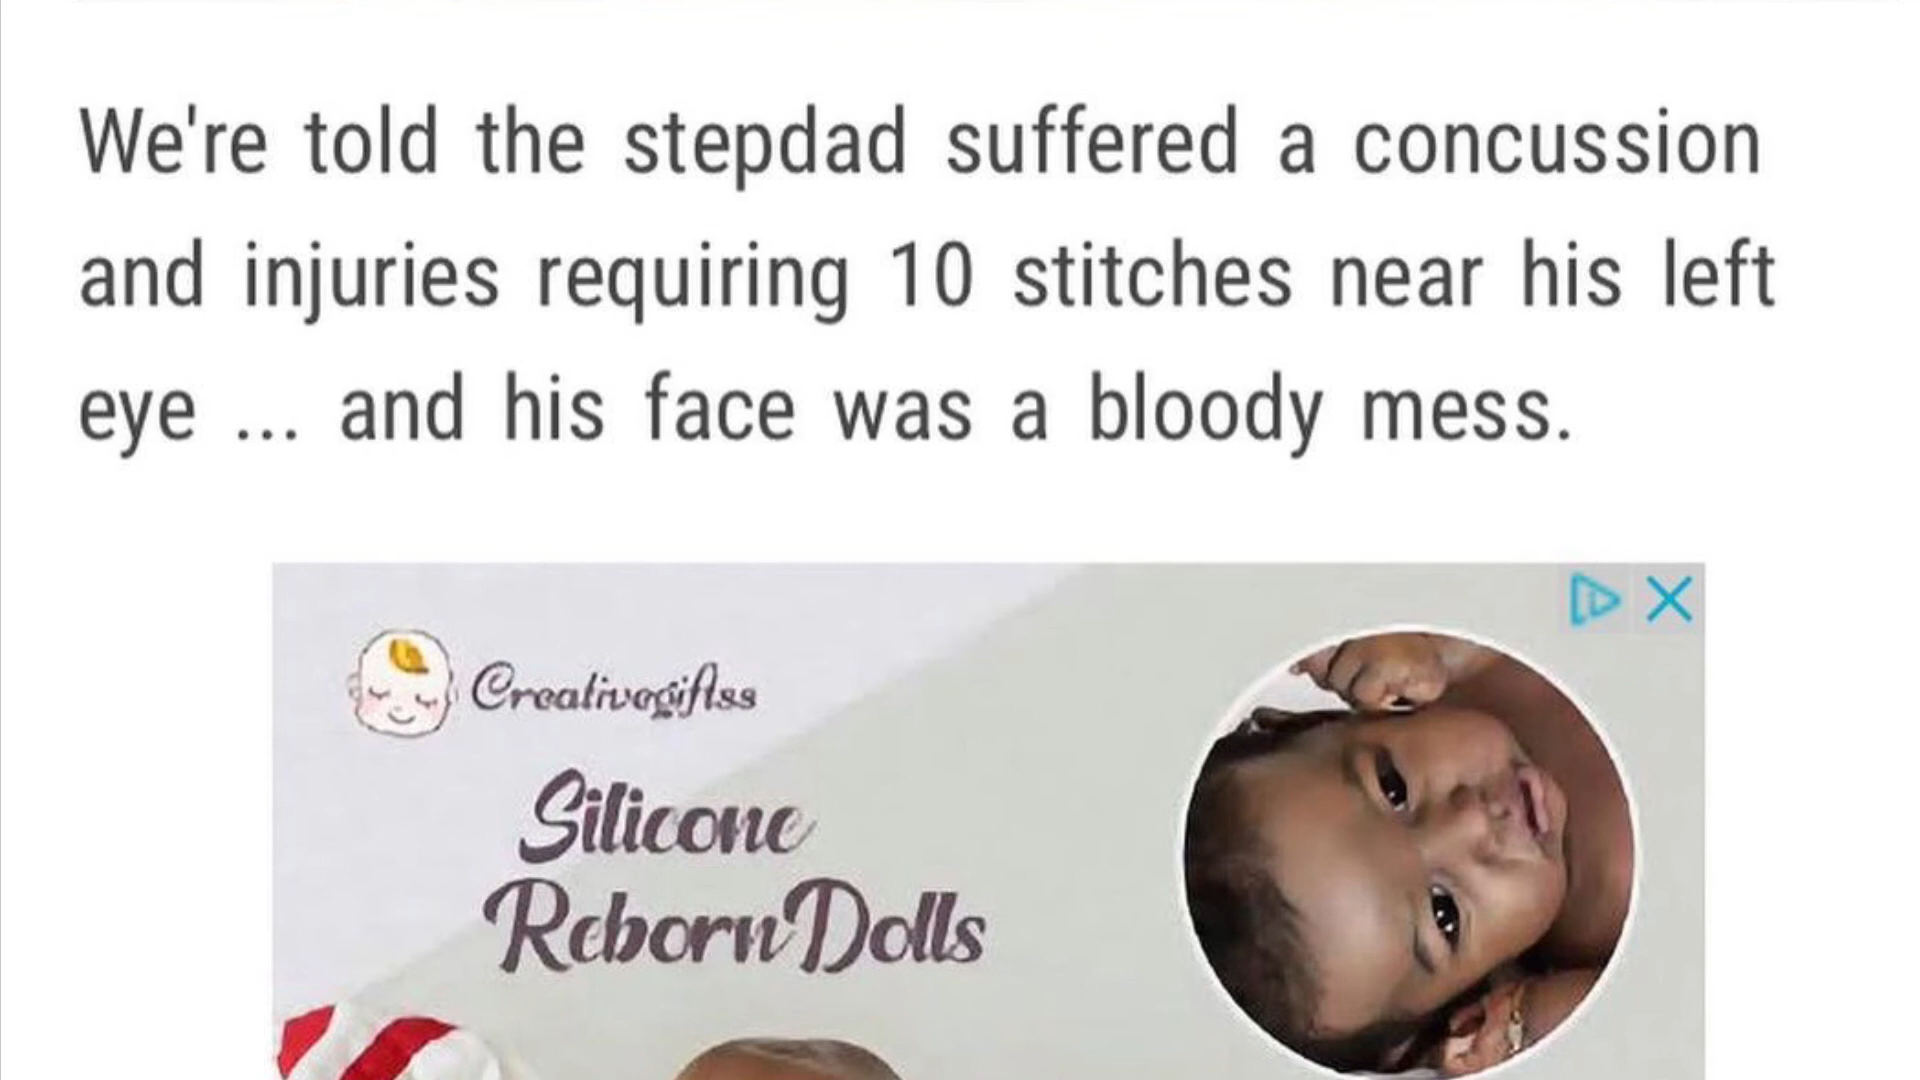 We're told the stepdad suffered a concussion
and injuries requiring 10 stitches near his left
eye ... and his face was a bloody mess.
Creativegiftss
Silicone
Reborn Dolls